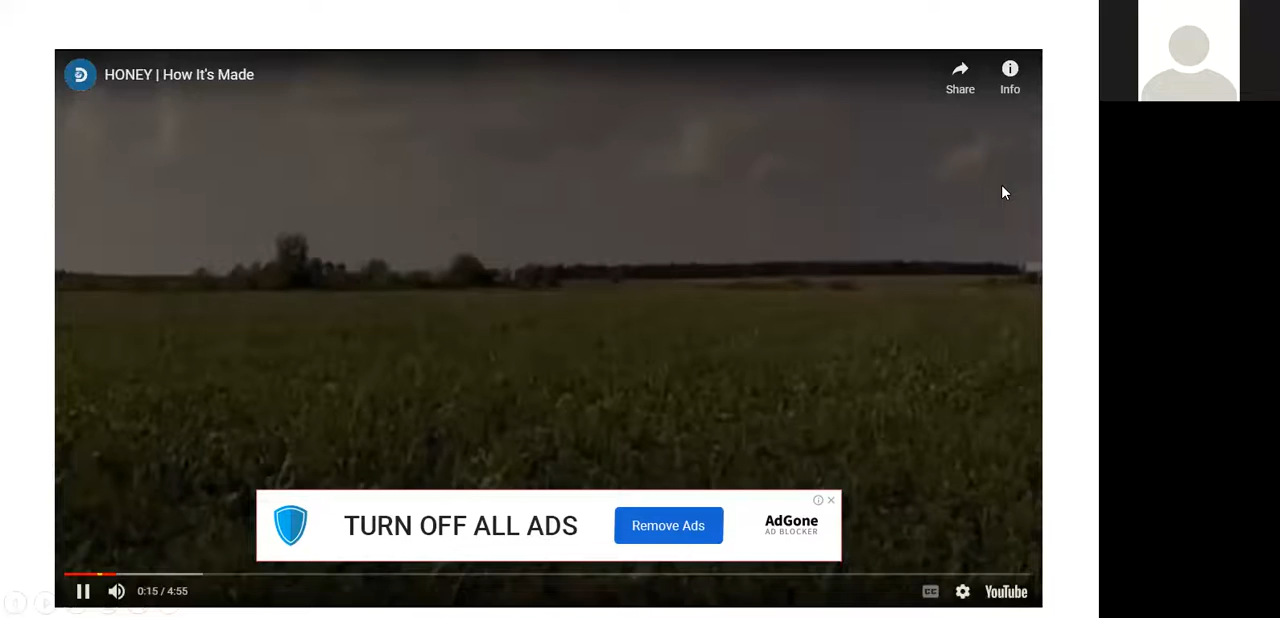 HONEY | How It's Made
Share
Info
TURN OFF ALL ADS
Remove Ads
AdGone
AD BLOCKER
0:15 / 4:55
CC
YouTube